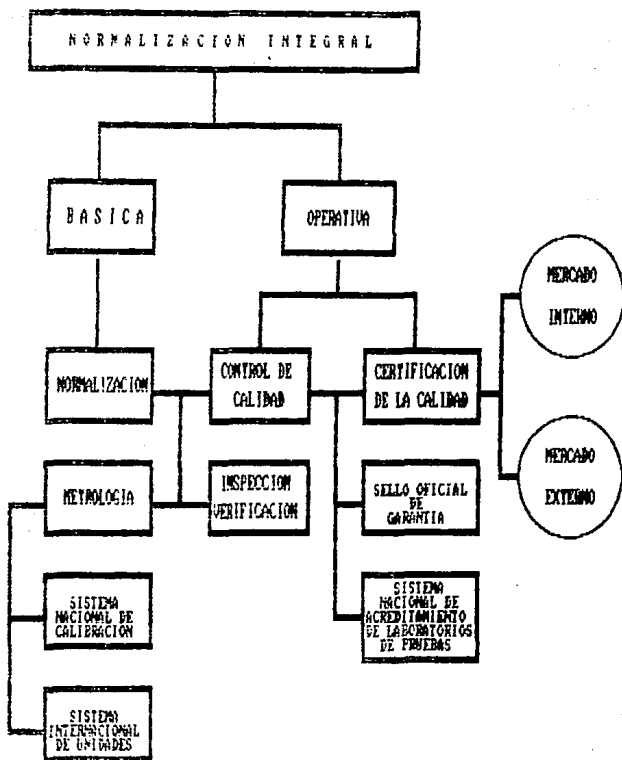 NORMALIZACION INTEGRAL
BASICA
OPERATIVA
MERCADO
INTERNO
NORMALIZACION
CONTROL DE
CALIDAD
CERTIFICACION
DE LA CALIDAD
MERCADO
EXTERNO
METROLOGIA
INSPECCION
VERIFICACION
SELLO OFICIAL
DE
GARANTIA
SISTEMA
NACIONAL DE
CALIBRACION
SISTEMA
NACIONAL DE
ACREDITAMIENTO
DE LABORATORIOS
DE PRUEBAS
SISTEMA
INTERNACIONAL
DE UNIDADES